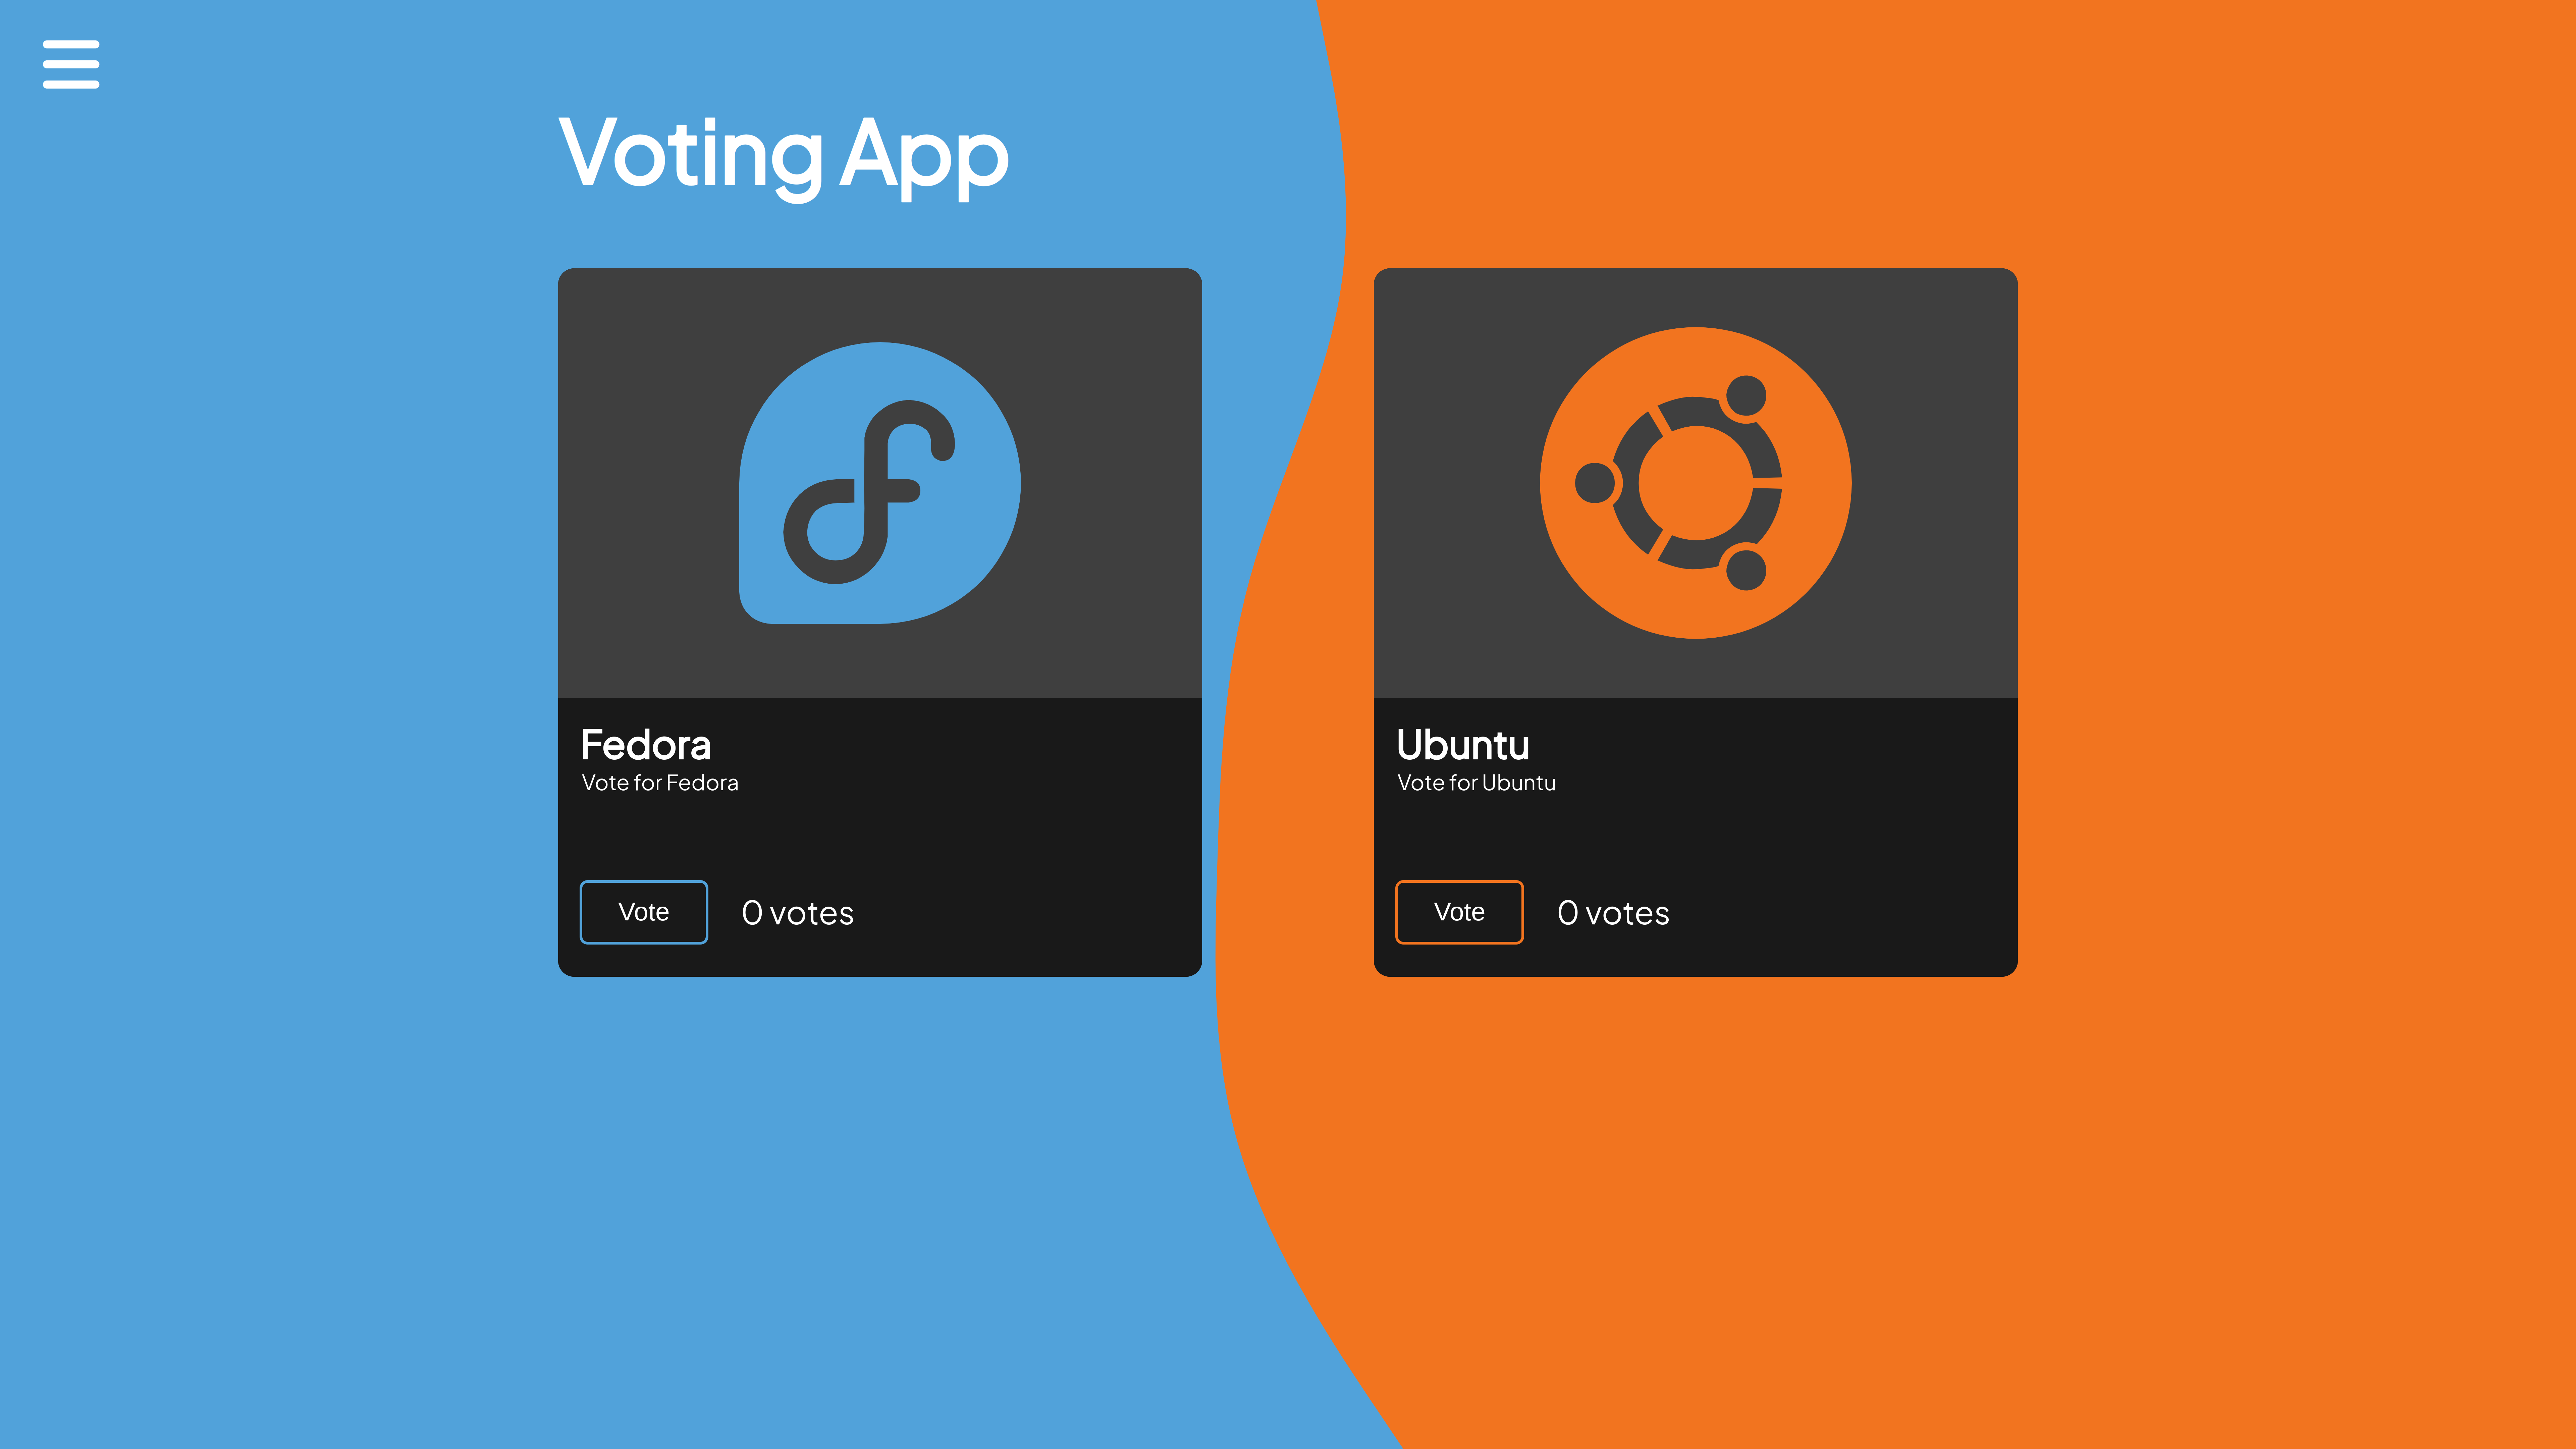 Voting App
Fedora
Vote for Fedora
Vote
0 votes
Ubuntu
Vote for Ubuntu
Vote
0 votes